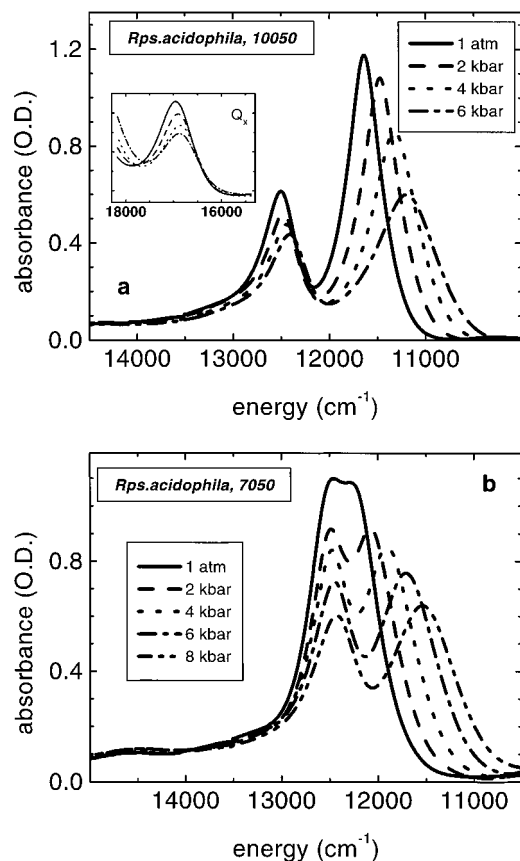 Rps.acidophila, 10050
1 atm
2 kbar
4 kbar
6 kbar
Qx
18000 16000
1.2
0.8
0.4
0.0
absorbance (O.D.)
a
14000 13000 12000 11000
energy (cm-1)
Rps.acidophila, 7050
b
1 atm
2 kbar
4 kbar
6 kbar
8 kbar
0.8
0.4
0.0
absorbance (O.D.)
14000 13000 12000 11000
energy (cm-1)